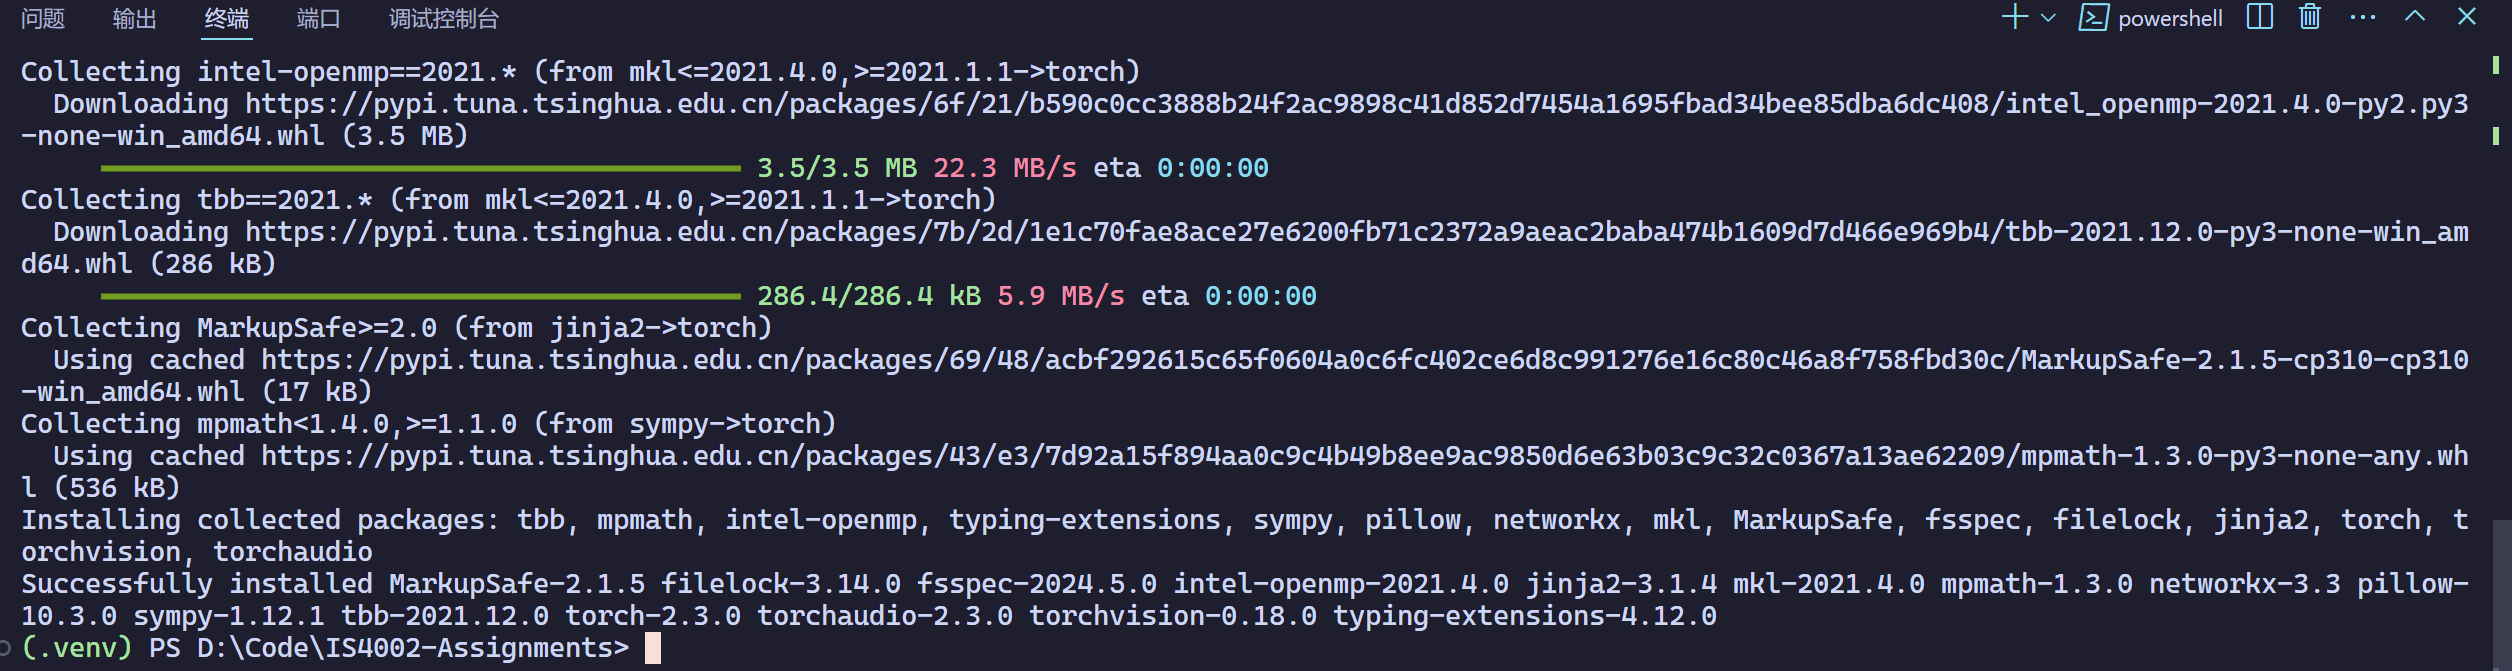 问题 输出 终端 端口 调试控制台 powershell
Collecting intel-openmp==2021.* (from mkl<=2021.4.0,>=2021.1.1->torch)
  Downloading https://pypi.tuna.tsinghua.edu.cn/packages/6f/21/b590c0cc3888b24f2ac9898c41d852d7454a1695fbad34bee85dba6dc408/intel_openmp-2021.4.0-py2.py3
-none-win_amd64.whl (3.5 MB)
3.5/3.5 MB 22.3 MB/s eta 0:00:00
Collecting tbb==2021.* (from mkl<=2021.4.0,>=2021.1.1->torch)
  Downloading https://pypi.tuna.tsinghua.edu.cn/packages/7b/2d/1e1c70fae8ace27e6200fb71c2372a9aeac2baba474b1609d7d466e969b4/tbb-2021.12.0-py3-none-win_am
d64.whl (286 kB)
286.4/286.4 kB 5.9 MB/s eta 0:00:00
Collecting MarkupSafe>=2.0 (from jinja2->torch)
  Using cached https://pypi.tuna.tsinghua.edu.cn/packages/69/48/acbf292615c65f0604a0c6fc402ce6d8c991276e16c80c46a8f758fbd30c/MarkupSafe-2.1.5-cp310-cp310
-win_amd64.whl (17 kB)
Collecting mpmath<1.4.0,>=1.1.0 (from sympy->torch)
  Using cached https://pypi.tuna.tsinghua.edu.cn/packages/43/e3/7d92a15f894aa0c9c4b49b8ee9ac9850d6e63b03c9c32c0367a13ae62209/mpmath-1.3.0-py3-none-any.wh
l (536 kB)
Installing collected packages: tbb, mpmath, intel-openmp, typing-extensions, sympy, pillow, networkx, mkl, MarkupSafe, fsspec, filelock, jinja2, torch, t
orchvision, torchaudio
Successfully installed MarkupSafe-2.1.5 filelock-3.14.0 fsspec-2024.5.0 intel-openmp-2021.4.0 jinja2-3.1.4 mkl-2021.4.0 mpmath-1.3.0 networkx-3.3 pillow-
10.3.0 sympy-1.12.1 tbb-2021.12.0 torch-2.3.0 torchaudio-2.3.0 torchvision-0.18.0 typing-extensions-4.12.0
(.venv) PS D:\Code\IS4002-Assignments>